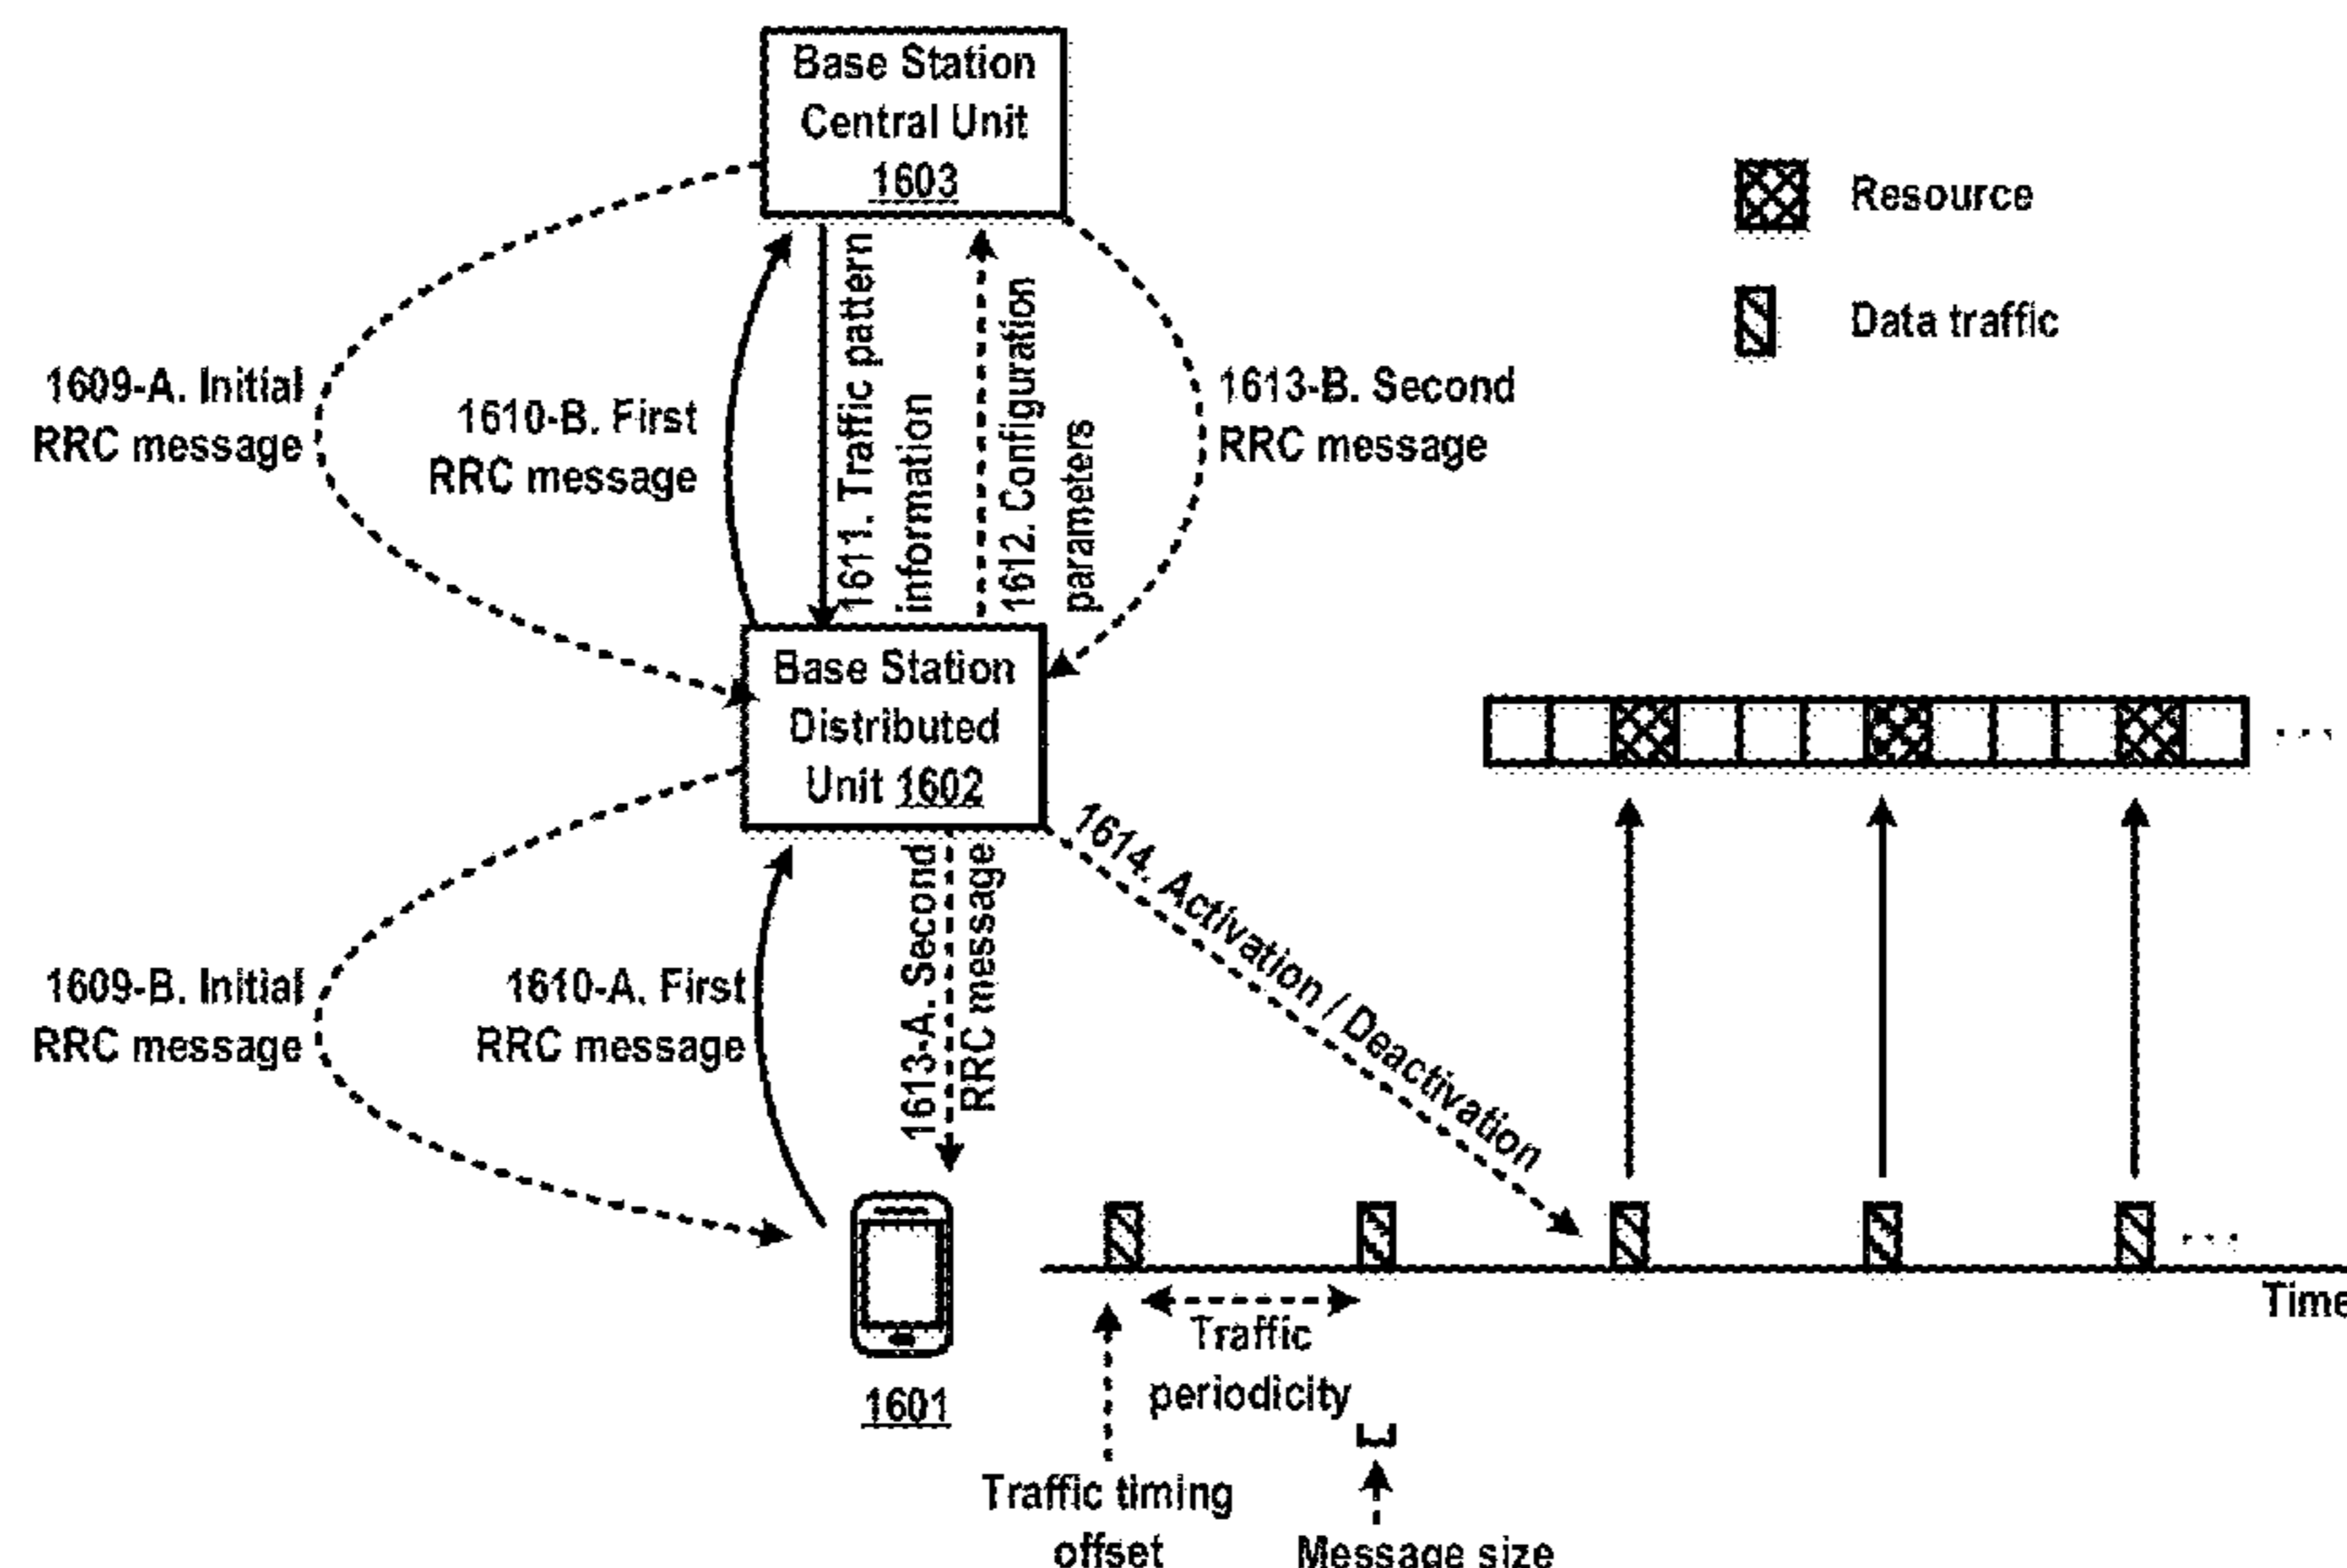 Base Station
Central Unit
1603
Resource
Data traffic
1609-A. Initial
RRC message
1610-B. First
RRC message
1611. Traffic pattern
information
1612. Configuration
parameters
1613-B. Second
RRC message
Base Station
Distributed
Unit 1602
1609-B. Initial
RRC message
1610-A. First
RRC message
1613-A. Second
RRC message
1614. Activation / Deactivation
1601
Time
Traffic
periodicity
Traffic timing
offset
Message size